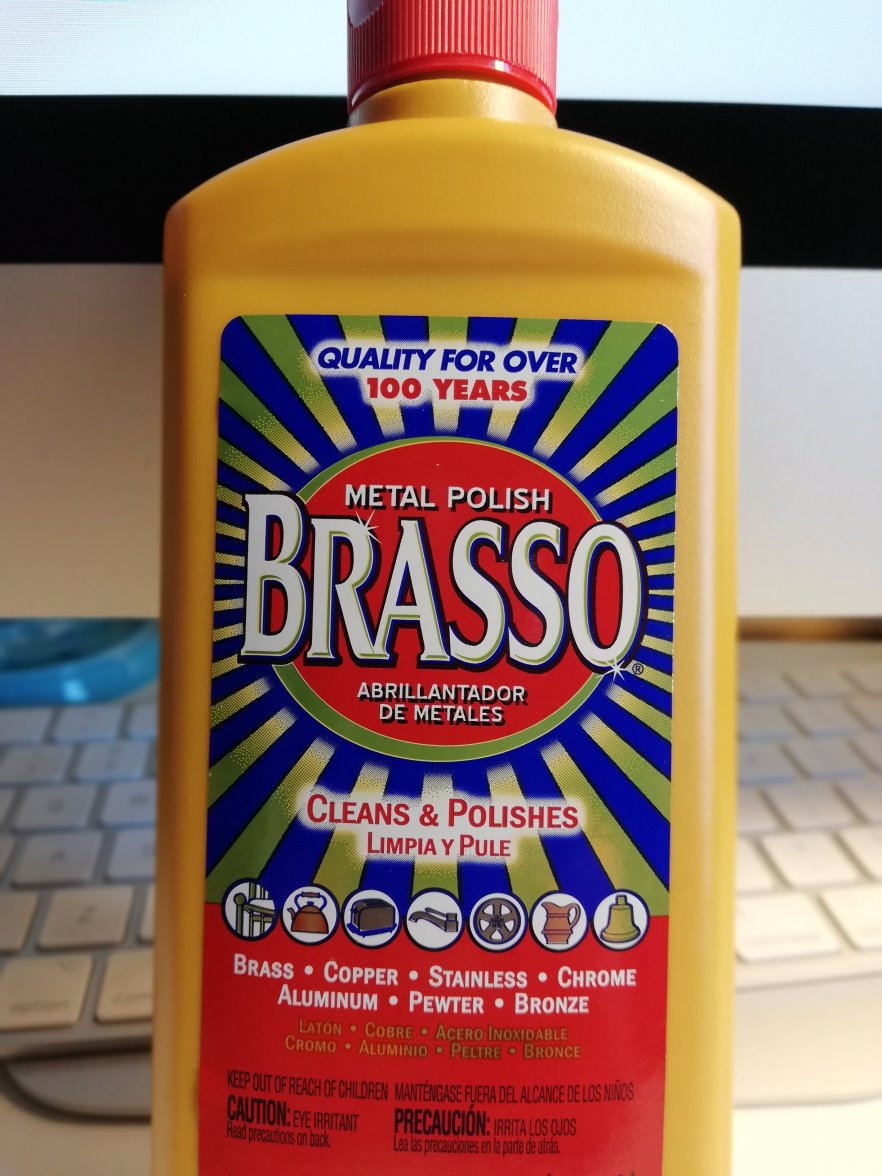 QUALITY FOR OVER
100 YEARS
METAL POLISH
BRASSO®
ABRILLANTADOR
DE METALES
CLEANS & POLISHES
LIMPIA Y PULE
BRASS • COPPER • STAINLESS • CHROME
ALUMINUM • PEWTER • BRONZE
LATÓN • COBRE • ACERO INOXIDABLE
CROMO • ALUMINIO • PELTRE • BRONCE
KEEP OUT OF REACH OF CHILDREN MANTÉNGASE FUERA DEL ALCANCE DE LOS NIÑOS
CAUTION: EYE IRRITANT PRECAUCIÓN: IRRITA LOS OJOS
Read precautions on back. Lea las precauciones en la parte de atrás.
Z
option